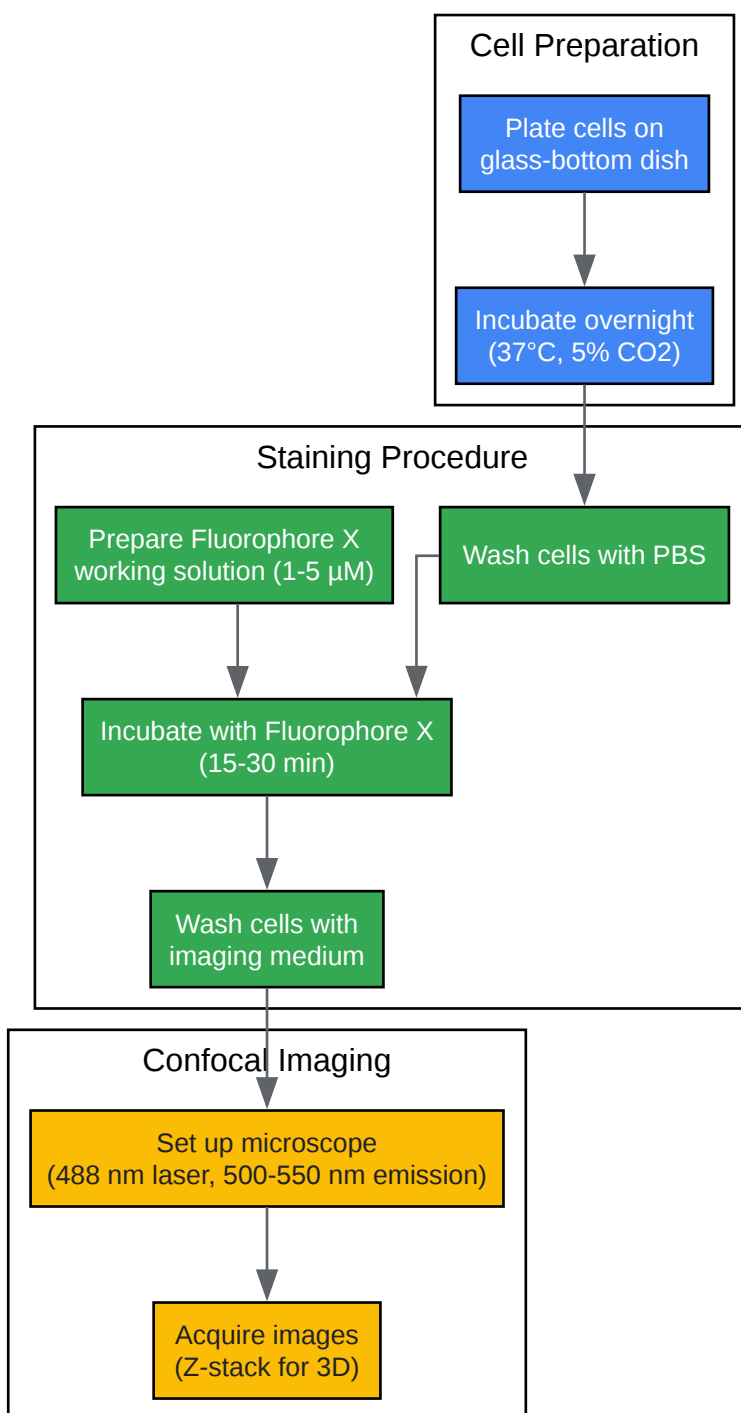 Cell Preparation
Plate cells on
glass-bottom dish
Incubate overnight
(37°C, 5% CO2)
Staining Procedure
Prepare Fluorophore X
working solution (1-5 µM)
Wash cells with PBS
Incubate with Fluorophore X
(15-30 min)
Wash cells with
imaging medium
Confocal Imaging
Set up microscope
(488 nm laser, 500-550 nm emission)
Acquire images
(Z-stack for 3D)